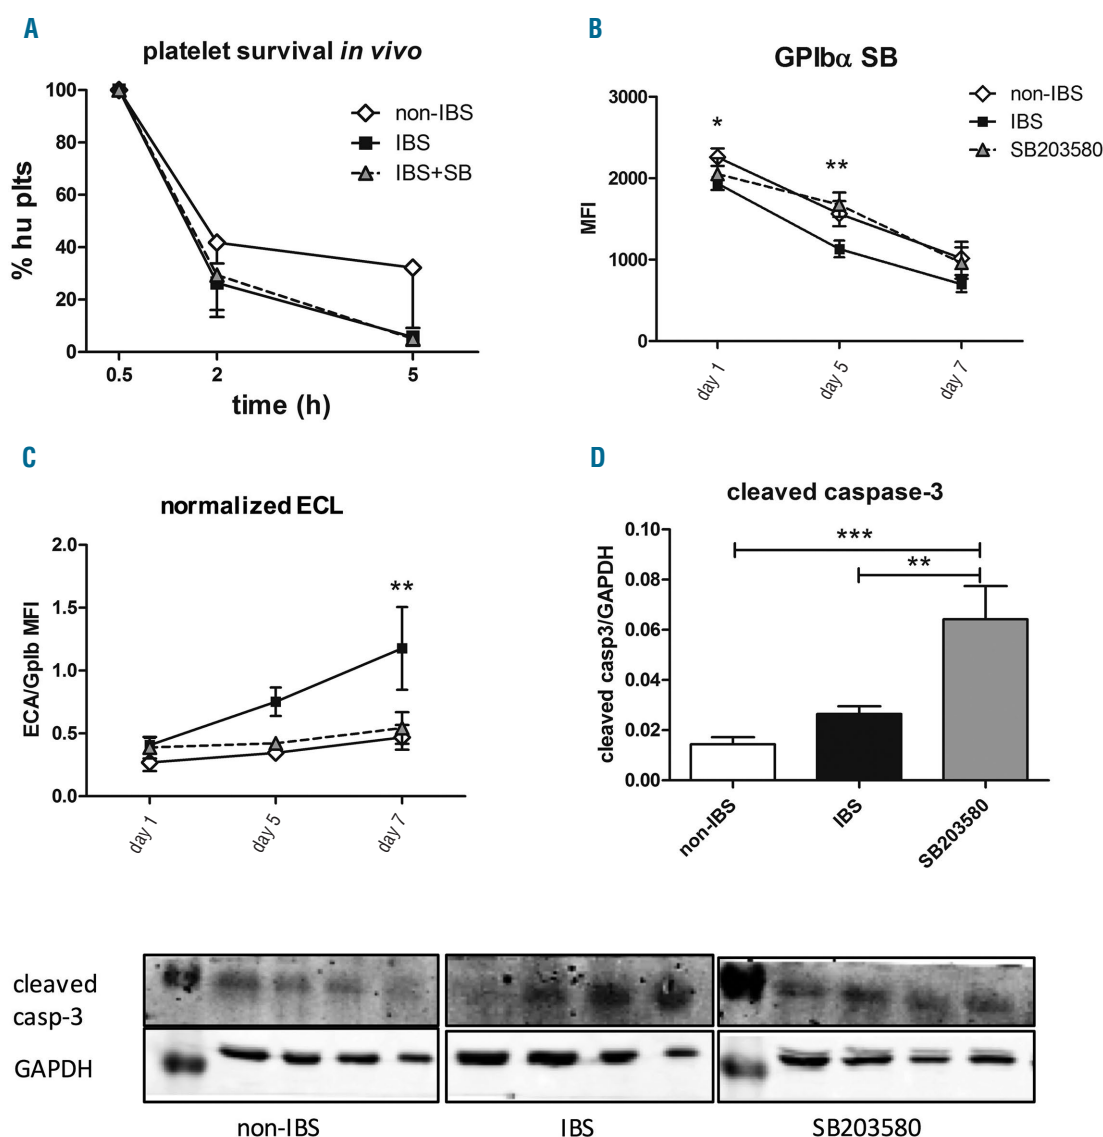 A
platelet survival in vivo
100
80
60
40
20
0
% hu plts
0.5
2
5
time (h)
non-IBS
IBS
IBS+SB
B
GPIbα SB
3000
2000
1000
0
MFI
*
**
day 1
day 5
day 7
non-IBS
IBS
SB203580
C
normalized ECL
2.0
1.5
1.0
0.5
0.0
ECA/GpIb MFI
**
day 1
day 5
day 7
D
cleaved caspase-3
0.10
0.08
0.06
0.04
0.02
0.00
cleaved casp3/GAPDH
***
**
non-IBS
IBS
SB203580
cleaved
casp-3
GAPDH
non-IBS
IBS
SB203580